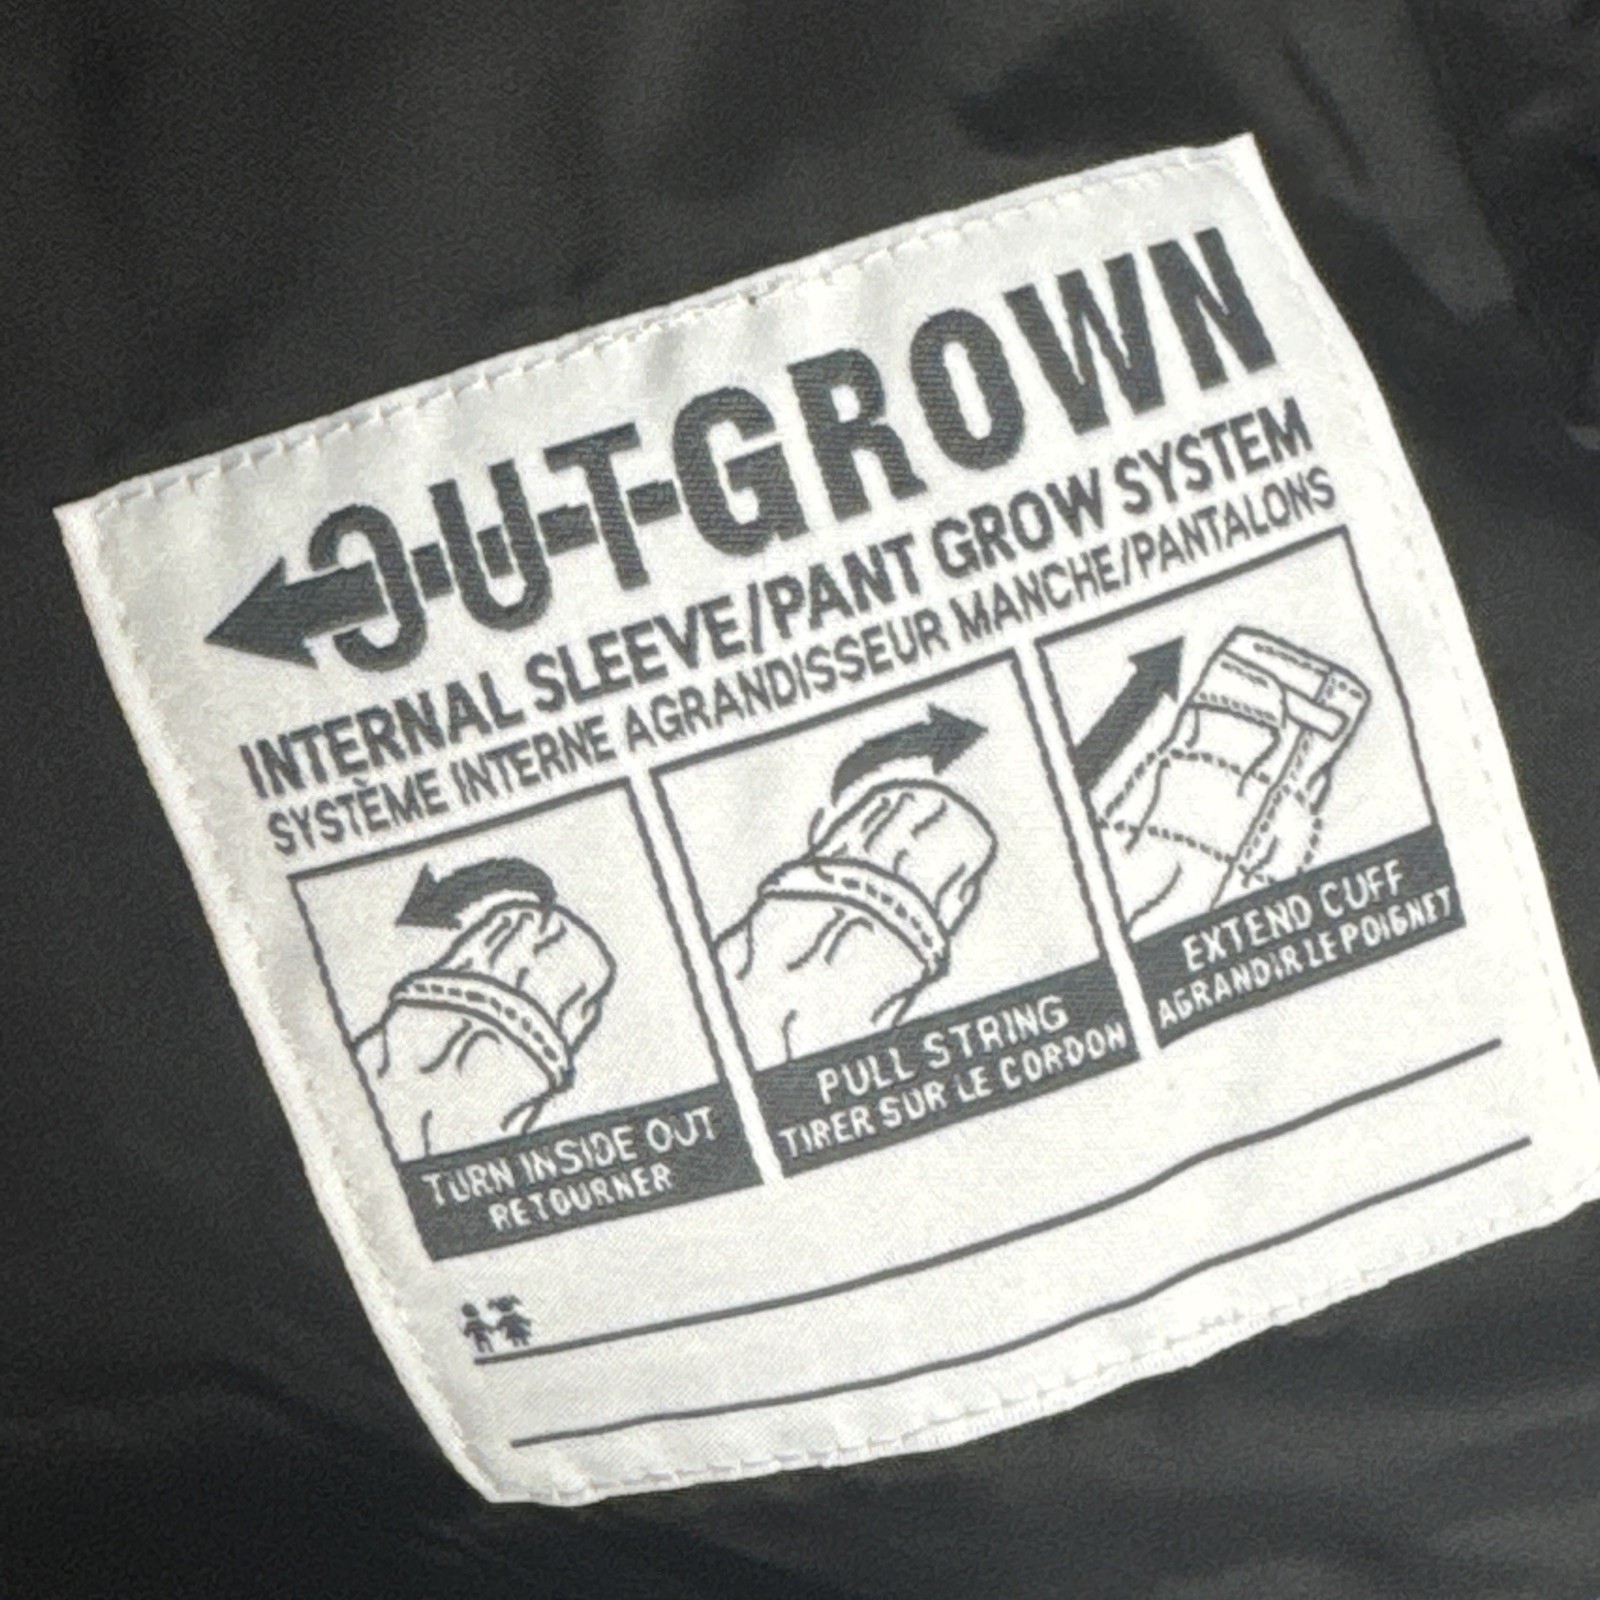 OUTGROWN
INTERNAL SLEEVE/PANT GROW SYSTEM
SYSTÈME INTERNE AGRANDISSEUR MANCHE/PANTALONS
TURN INSIDE OUT
RETOURNER
PULL STRING
TIRER SUR LE CORDON
EXTEND CUFF
AGRANDIR LE POIGNET